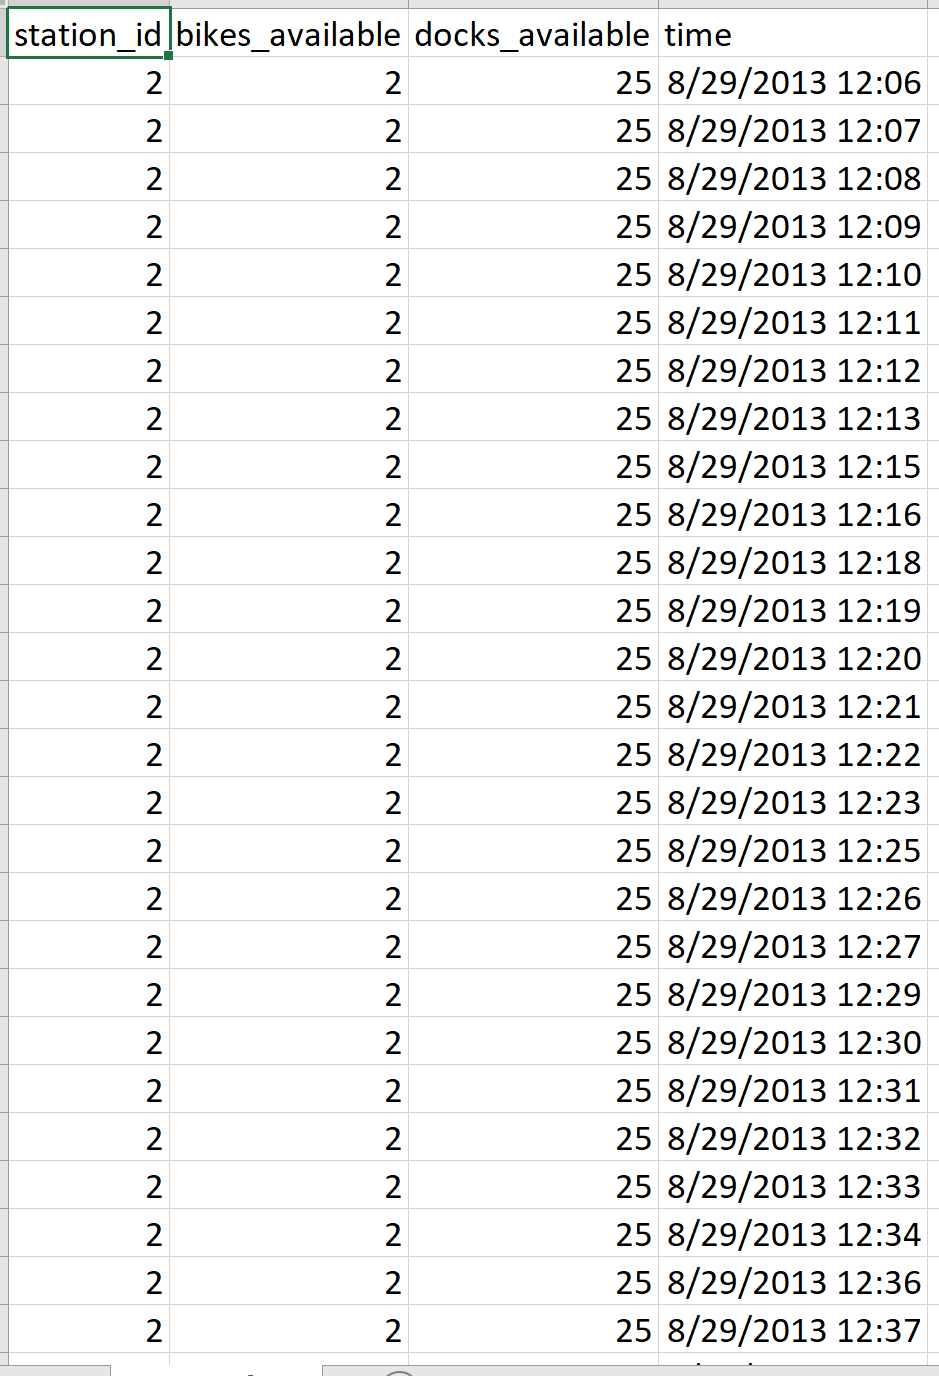 station_id bikes_available docks_available time
2 2 25 8/29/2013 12:06
2 2 25 8/29/2013 12:07
2 2 25 8/29/2013 12:08
2 2 25 8/29/2013 12:09
2 2 25 8/29/2013 12:10
2 2 25 8/29/2013 12:11
2 2 25 8/29/2013 12:12
2 2 25 8/29/2013 12:13
2 2 25 8/29/2013 12:15
2 2 25 8/29/2013 12:16
2 2 25 8/29/2013 12:18
2 2 25 8/29/2013 12:19
2 2 25 8/29/2013 12:20
2 2 25 8/29/2013 12:21
2 2 25 8/29/2013 12:22
2 2 25 8/29/2013 12:23
2 2 25 8/29/2013 12:25
2 2 25 8/29/2013 12:26
2 2 25 8/29/2013 12:27
2 2 25 8/29/2013 12:29
2 2 25 8/29/2013 12:30
2 2 25 8/29/2013 12:31
2 2 25 8/29/2013 12:32
2 2 25 8/29/2013 12:33
2 2 25 8/29/2013 12:34
2 2 25 8/29/2013 12:36
2 2 25 8/29/2013 12:37